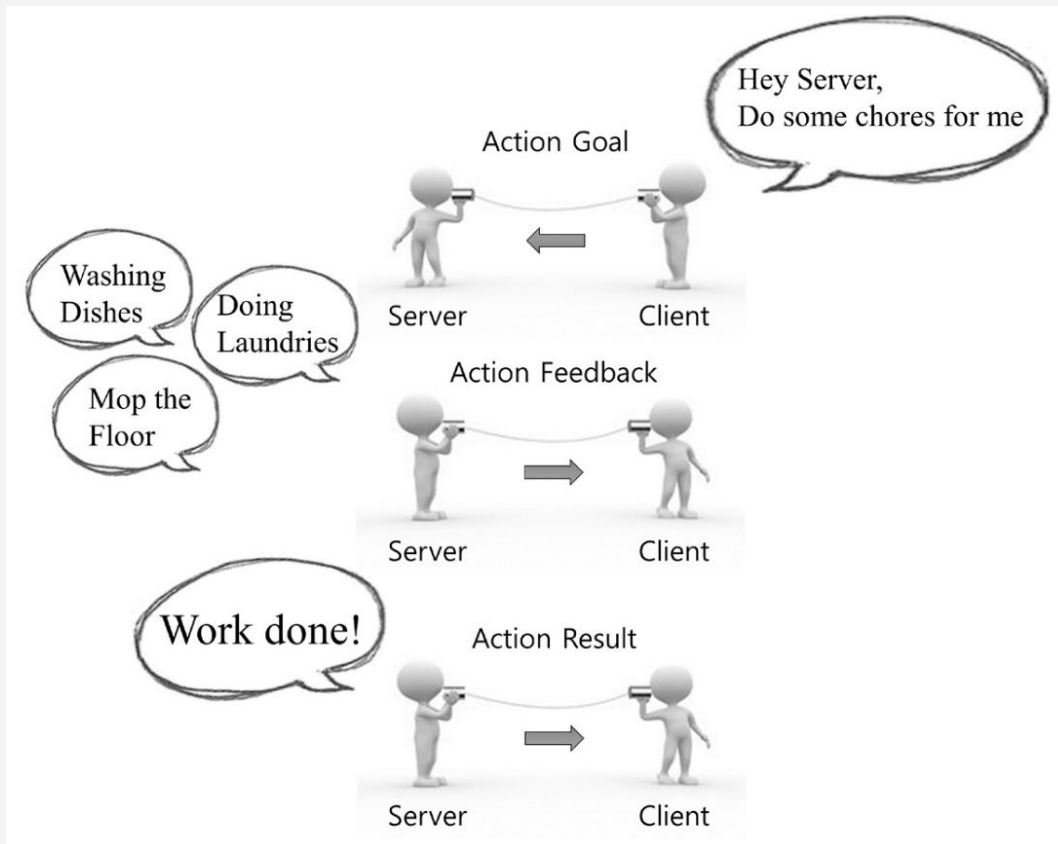 Hey Server,
Do some chores for me
Action Goal
Server Client
Washing
Dishes
Doing
Laundries
Mop the
Floor
Action Feedback
Server Client
Work done!
Action Result
Server Client